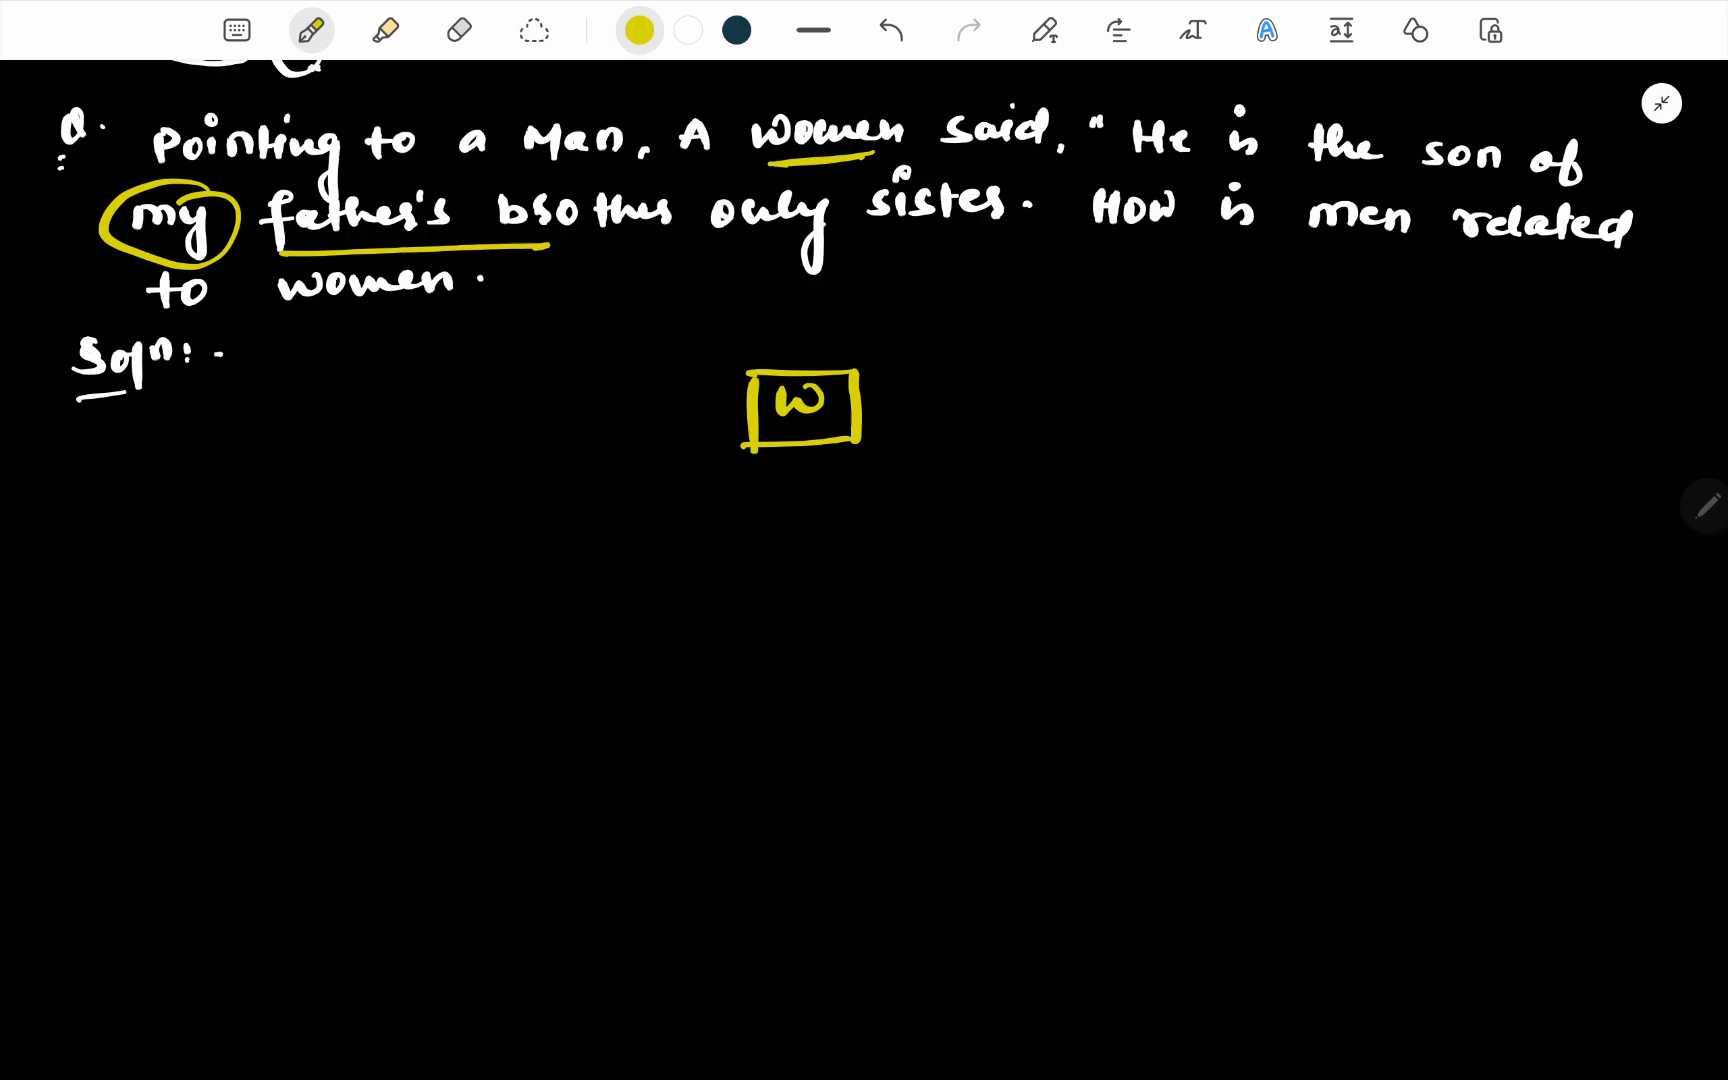 Q. Pointing to a Man, A women said, "He is the son of
my father's brother only sister. How is men related
to women.
Soln:-
W